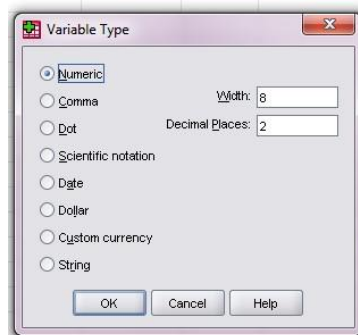 Variable Type
Numeric
Comma
Width: 8
Dot
Decimal Places: 2
Scientific notation
Date
Dollar
Custom currency
String
OK Cancel Help